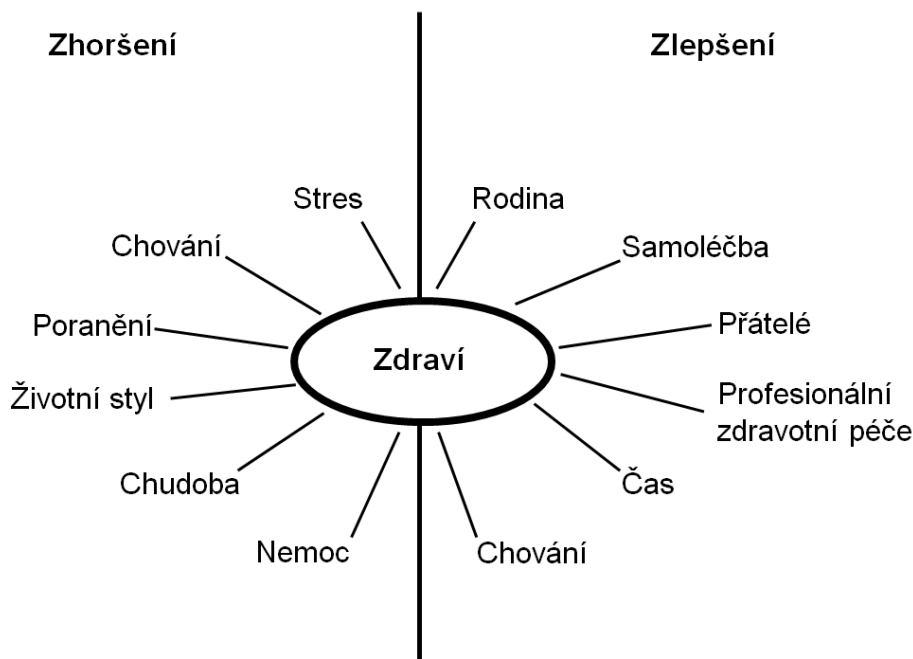 Zhoršení
Zlepšení
Stres
Rodina
Chování
Samoléčba
Poranění
Přátelé
Zdraví
Životní styl
Profesionální
zdravotní péče
Chudoba
Čas
Nemoc
Chování